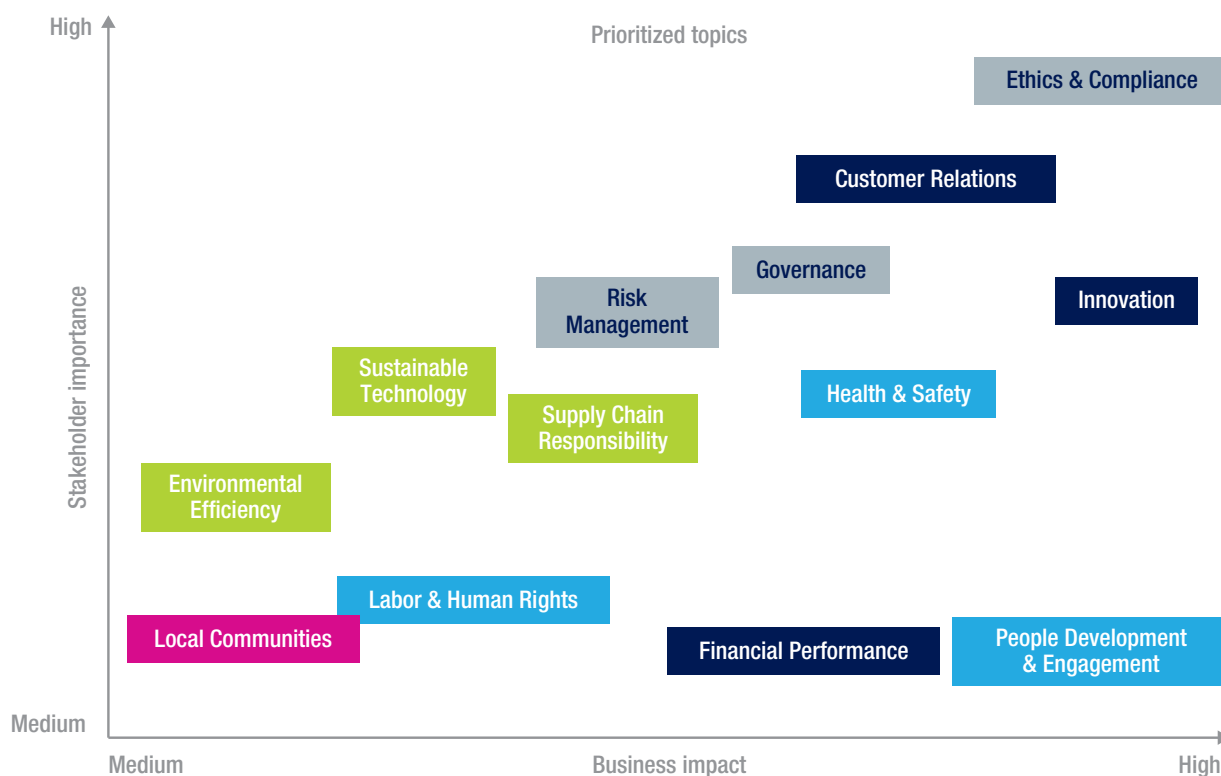 High
Prioritized topics
Ethics & Compliance
Customer Relations
Governance
Risk
Management
Innovation
Sustainable
Technology
Health & Safety
Supply Chain
Responsibility
Stakeholder importance
Environmental
Efficiency
Labor & Human Rights
Local Communities
Financial Performance
People Development
& Engagement
Medium
Medium
Business impact
High